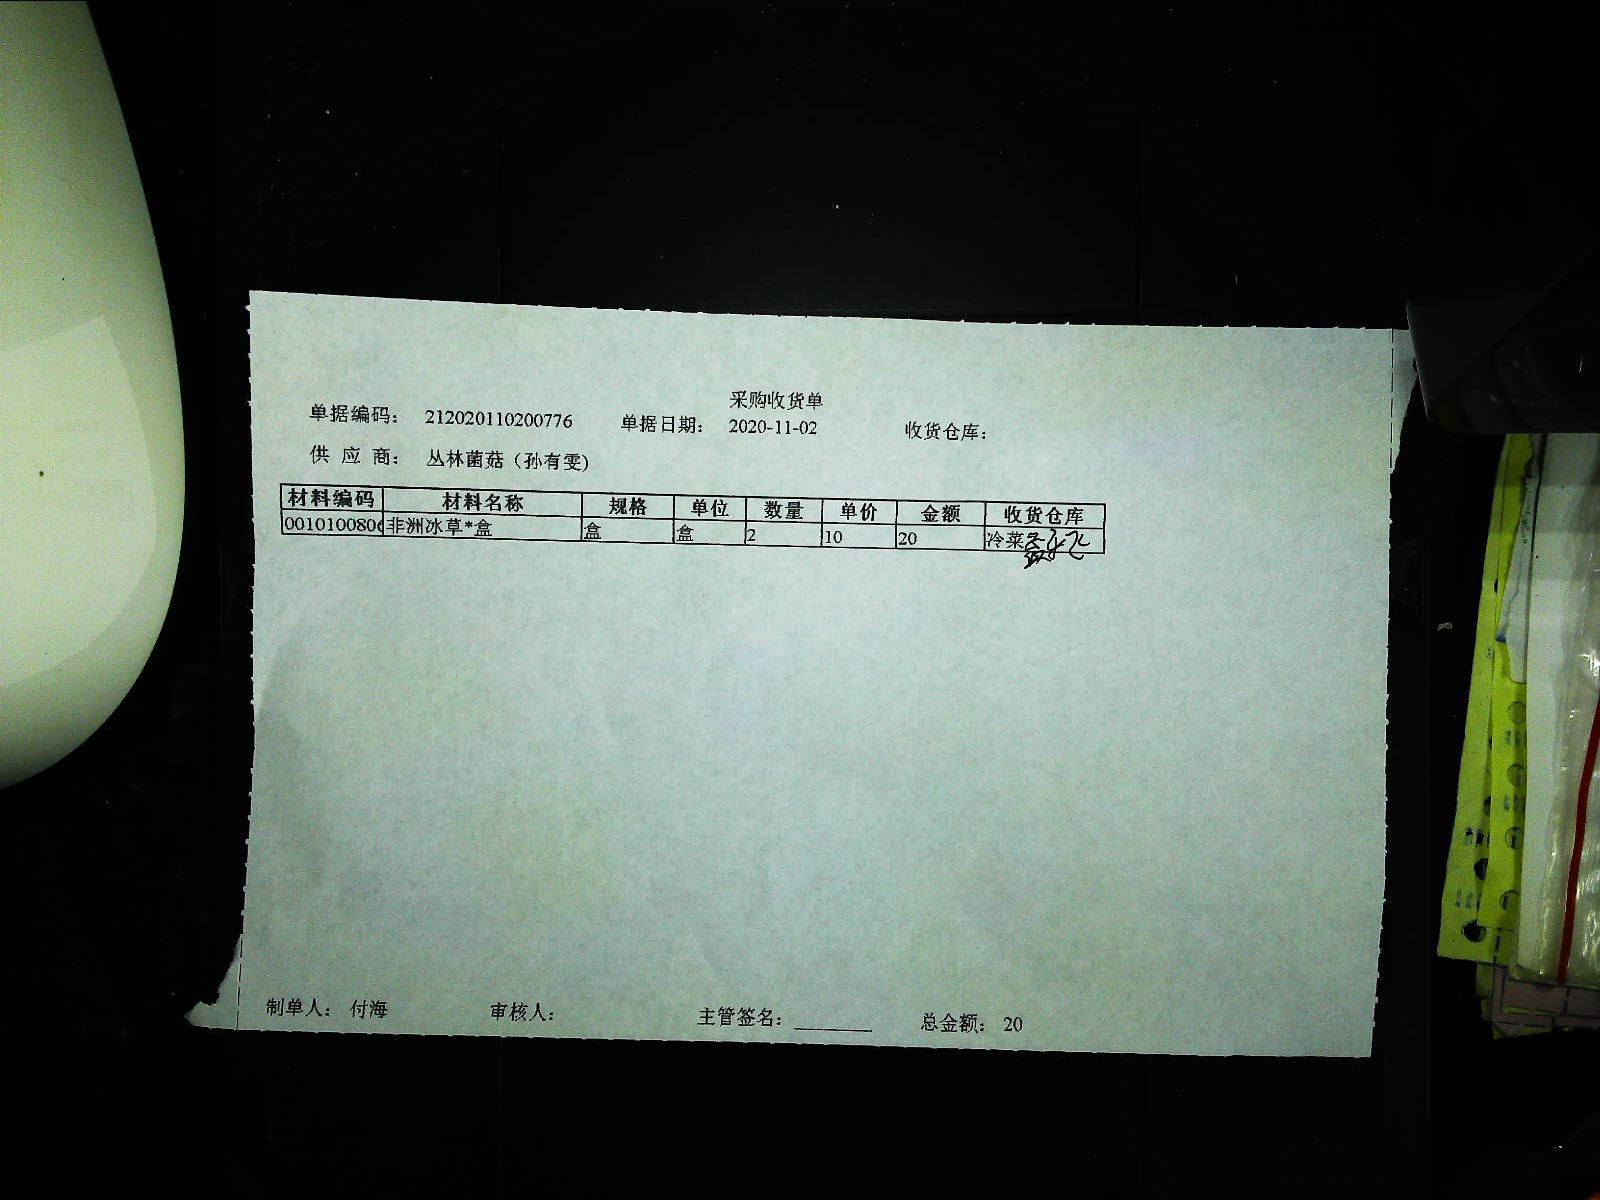 采购收货单
单据编码： 212020110200776 单据日期： 2020-11-02 收货仓库：
供 应 商： 丛林菌菇（孙有雯）
材料编码 材料名称 规格 单位 数量 单价 金额 收货仓库
0010100806 非洲冰草*盒 盒 盒 2 10 20 冷菜
制单人： 付海 审核人： 主管签名： 总金额： 20